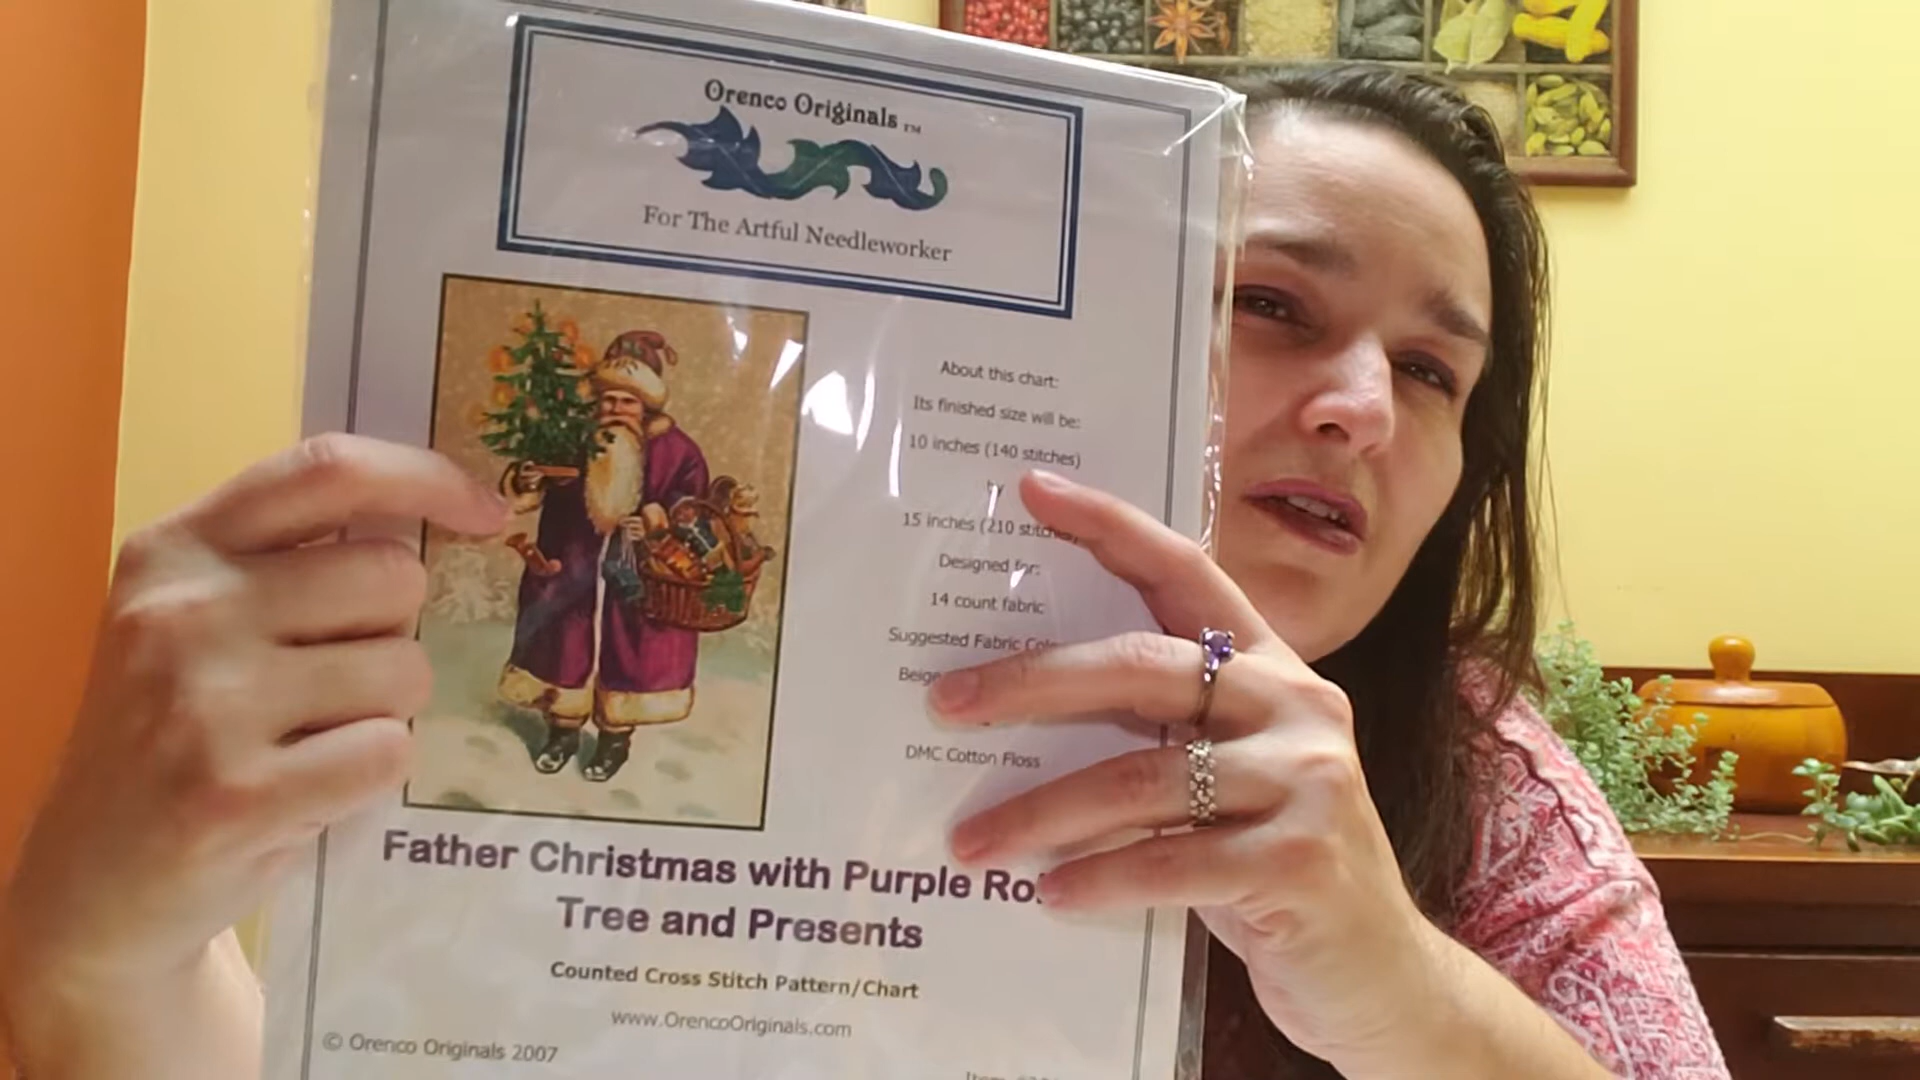 Orenco Originals TM
For The Artful Needleworker
About this chart:
Its finished size will be:
10 inches (140 stitches)
by
15 inches (210 stitches)
Designed for:
14 count fabric
Suggested Fabric
Beige
DMC Cotton Floss
Father Christmas with Purple
Tree and Presents
Counted Cross Stitch Pattern/Chart
www.OrencoOriginals.com
© Orenco Originals 2007